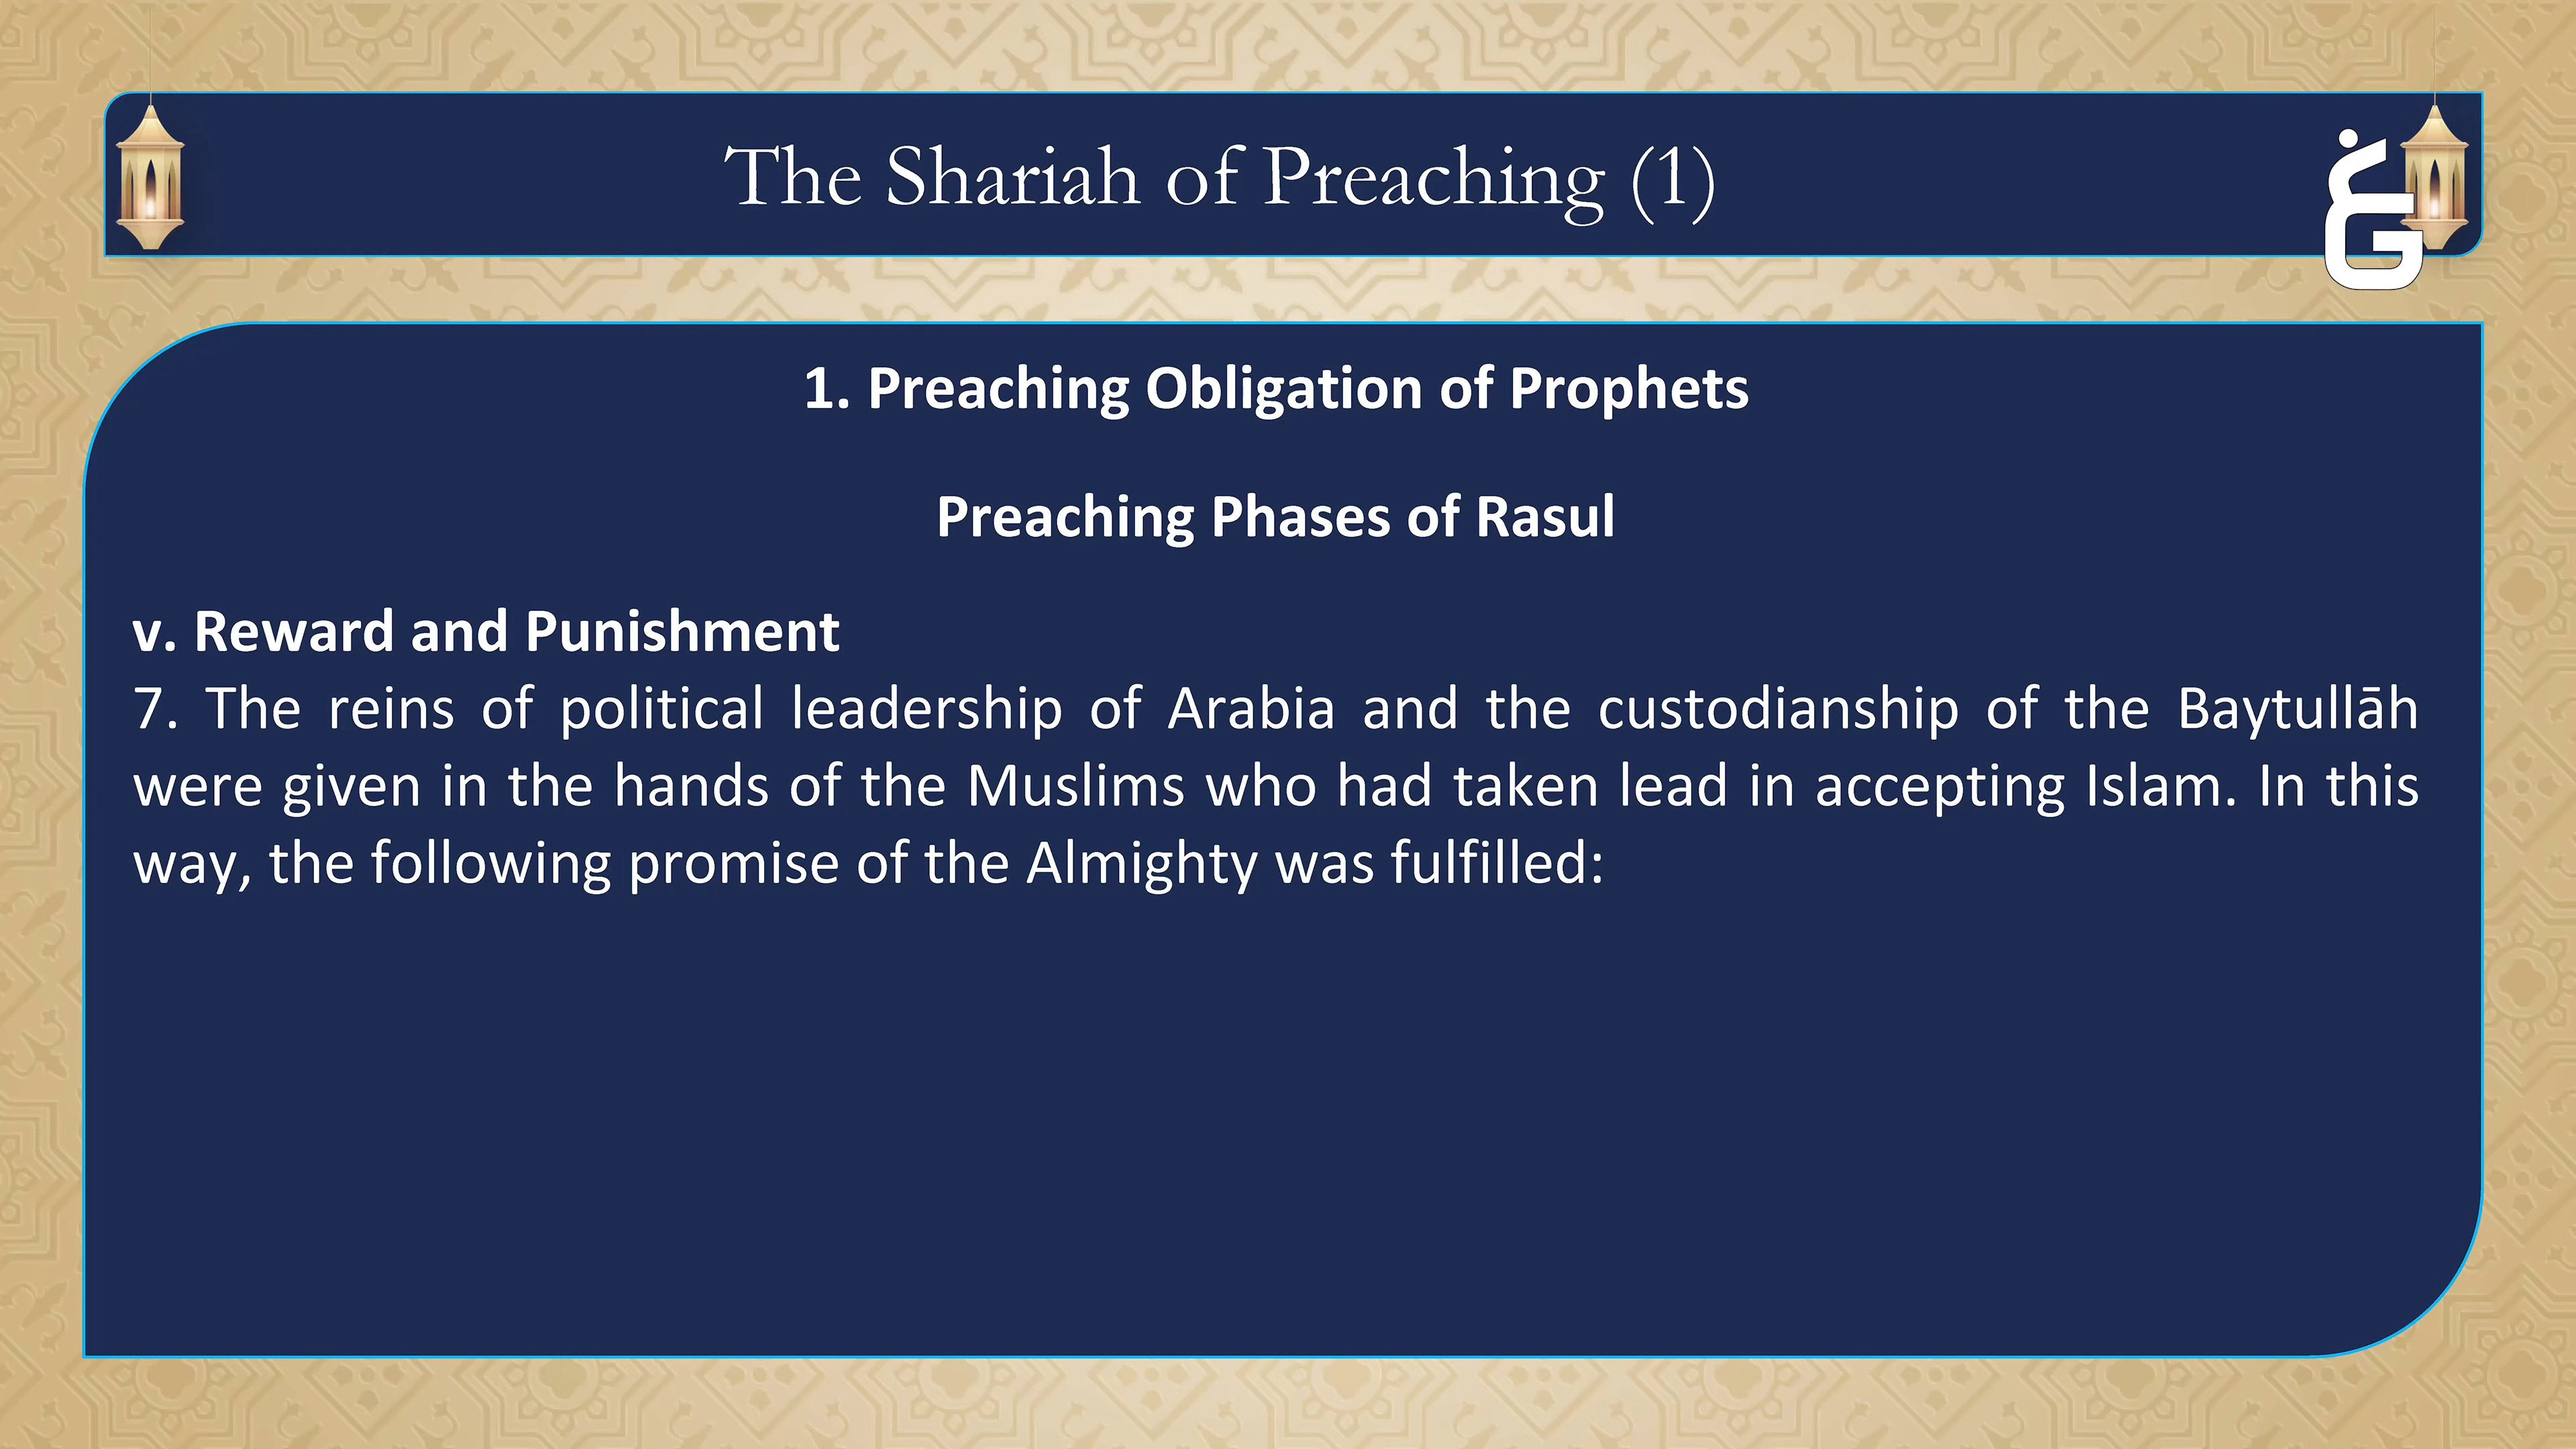 The Shariah of Preaching (1)
غ
G
1. Preaching Obligation of Prophets
Preaching Phases of Rasul
v. Reward and Punishment
7. The reins of political leadership of Arabia and the custodianship of the Baytullāh
were given in the hands of the Muslims who had taken lead in accepting Islam. In this
way, the following promise of the Almighty was fulfilled: